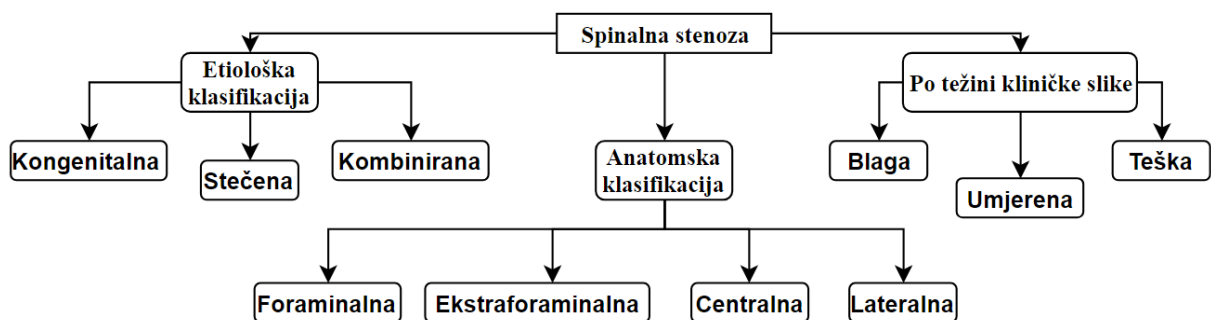 Spinalna stenoza
Etiološka
klasifikacija
Po težini kliničke slike
Kongenitalna
Stečena
Kombinirana
Anatomska
klasifikacija
Blaga
Umjerena
Teška
Foraminalna
Ekstraforaminalna
Centralna
Lateralna